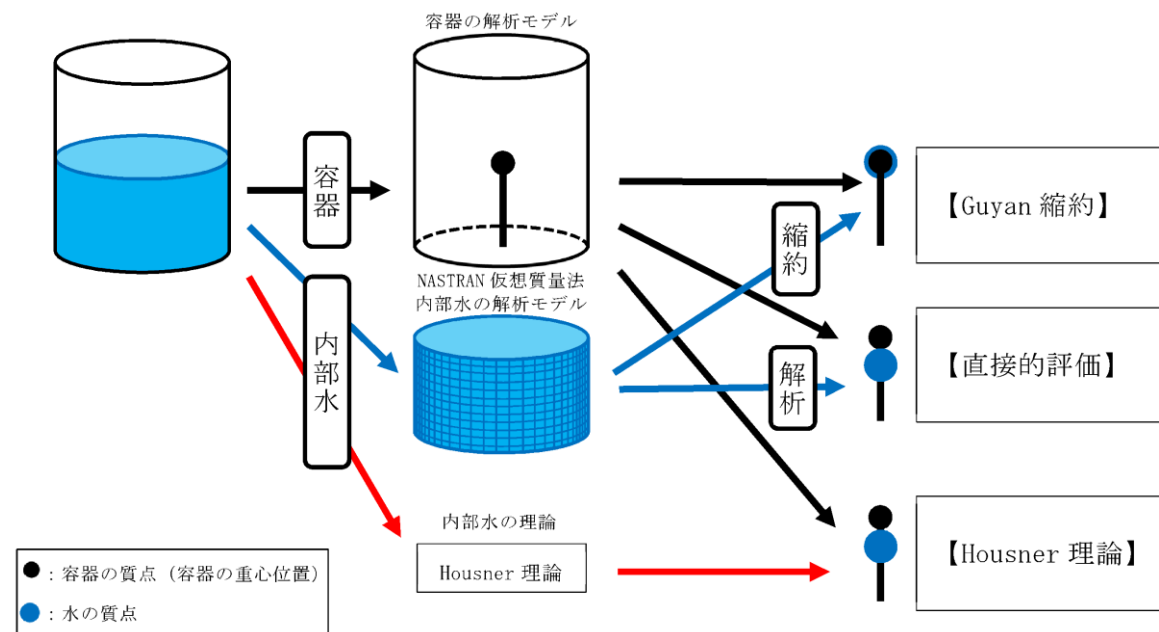 容器の解析モデル
容器
NASTRAN 仮想質量法
内部水の解析モデル
内部水
内部水の理論
Housner 理論
縮約
解析
【Guyan 縮約】
【直接的評価】
【Housner 理論】
：容器の質点（容器の重心位置）
：水の質点